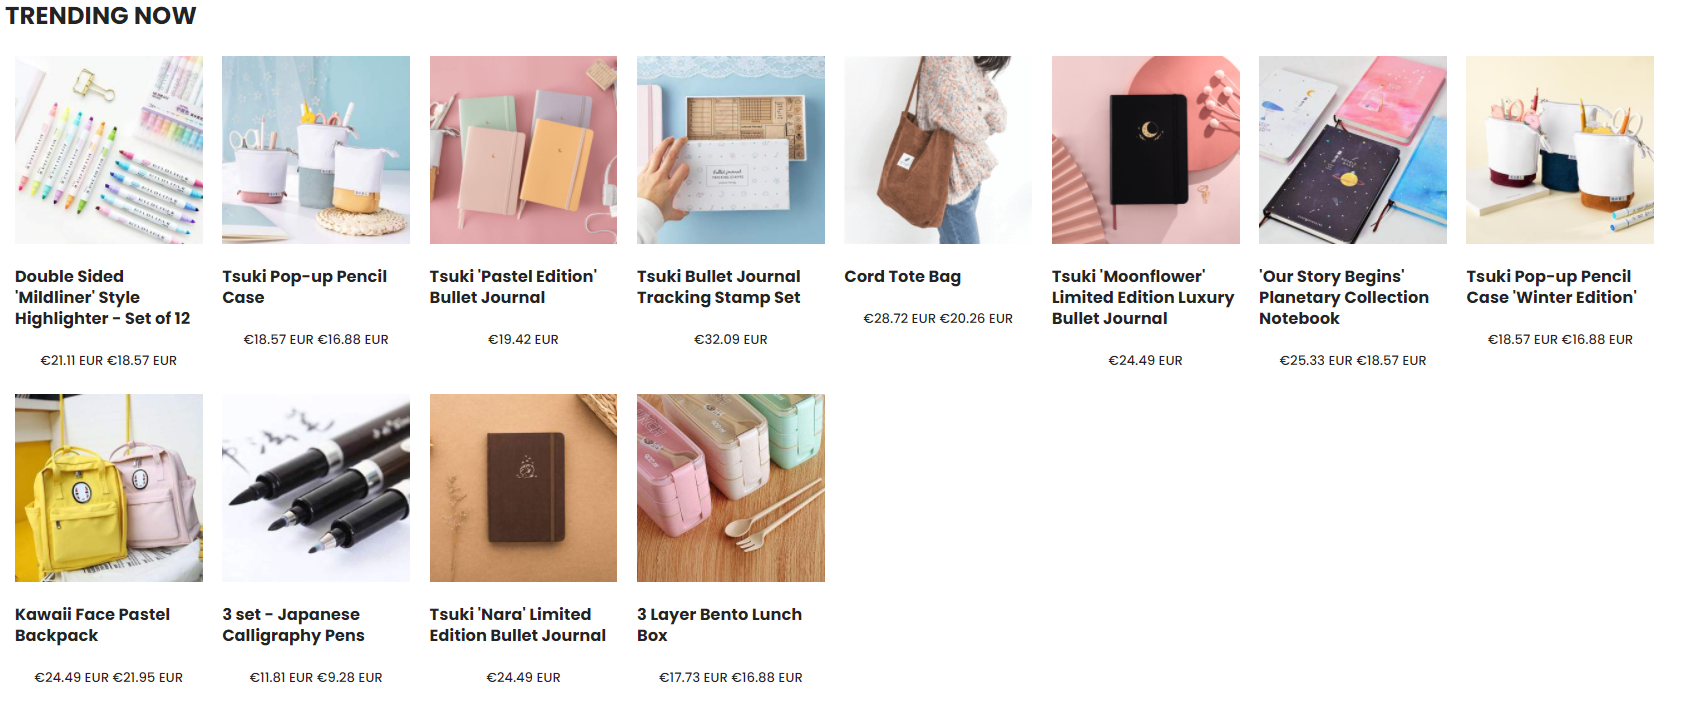 TRENDING NOW
Double Sided
'Mildliner' Style
Highlighter - Set of 12
€21.11 EUR €18.57 EUR
Tsuki Pop-up Pencil
Case
€18.57 EUR €16.88 EUR
Tsuki 'Pastel Edition'
Bullet Journal
€19.42 EUR
Tsuki Bullet Journal
Tracking Stamp Set
€32.09 EUR
Cord Tote Bag
€28.72 EUR €20.26 EUR
Tsuki 'Moonflower'
Limited Edition Luxury
Bullet Journal
€24.49 EUR
'Our Story Begins'
Planetary Collection
Notebook
€25.33 EUR €18.57 EUR
Tsuki Pop-up Pencil
Case 'Winter Edition'
€18.57 EUR €16.88 EUR
Kawaii Face Pastel
Backpack
€24.49 EUR €21.95 EUR
3 set - Japanese
Calligraphy Pens
€11.81 EUR €9.28 EUR
Tsuki 'Nara' Limited
Edition Bullet Journal
€24.49 EUR
3 Layer Bento Lunch
Box
€17.73 EUR €16.88 EUR